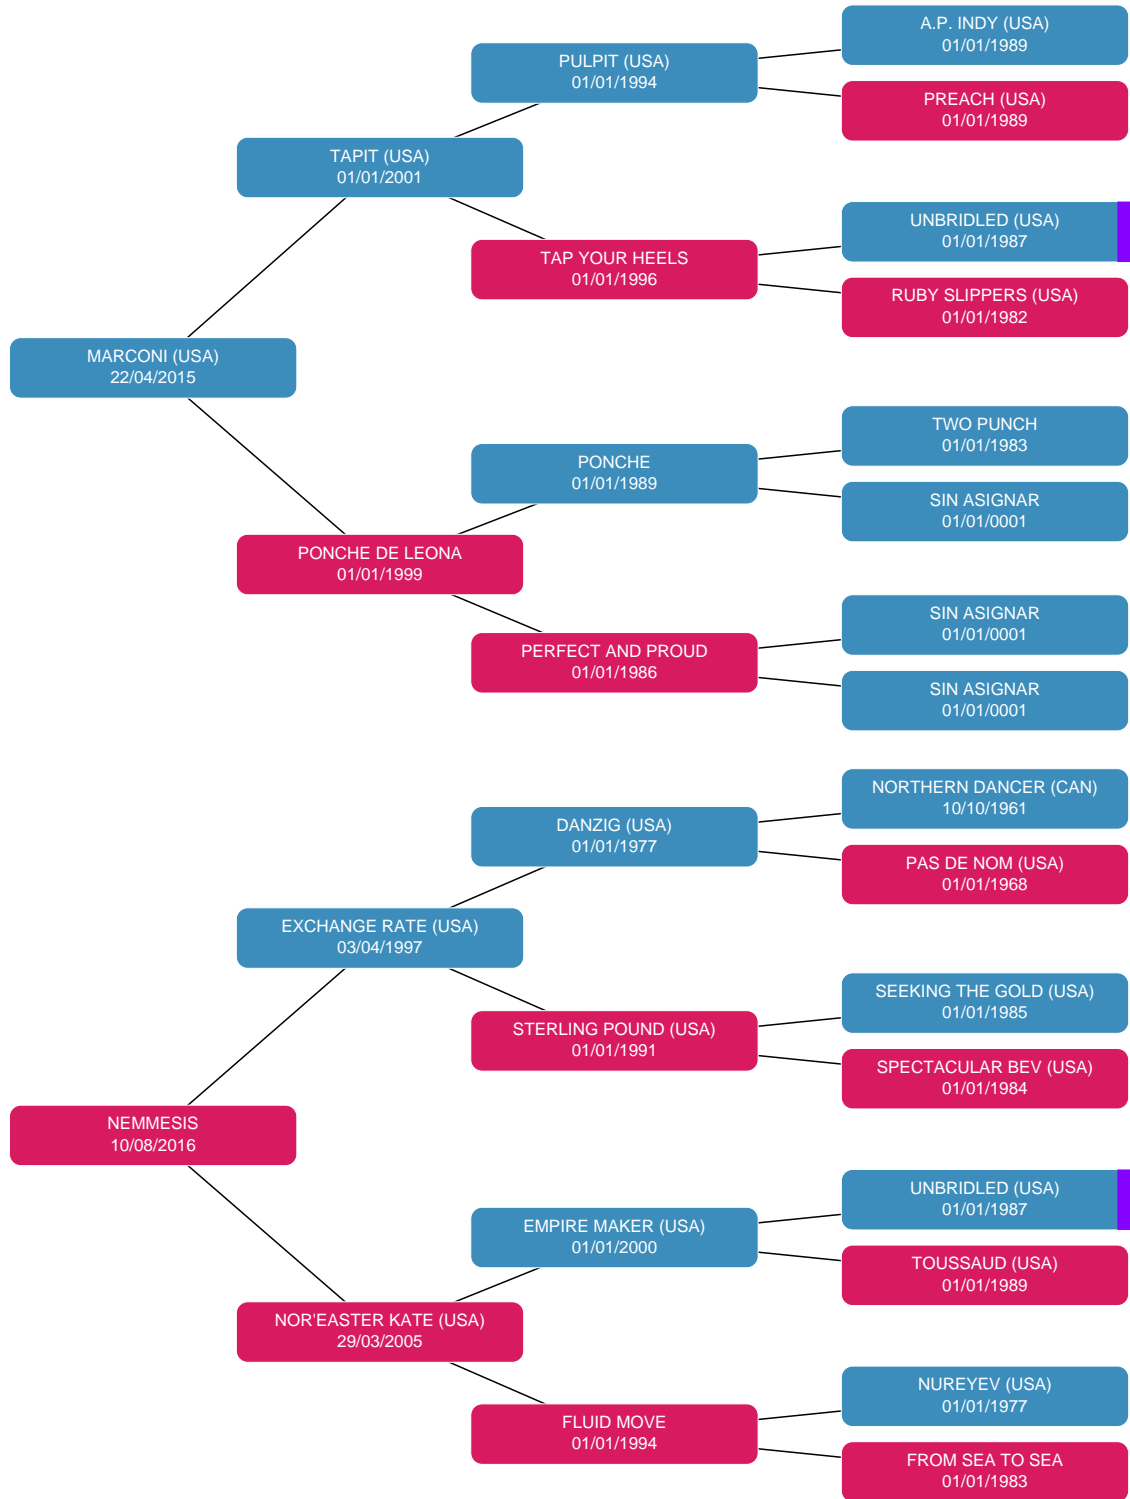 A.P. INDY (USA)
01/01/1989
PULPIT (USA)
01/01/1994
PREACH (USA)
01/01/1989
TAPIT (USA)
01/01/2001
UNBRIDLED (USA)
01/01/1987
TAP YOUR HEELS
01/01/1996
RUBY SLIPPERS (USA)
01/01/1982
MARCONI (USA)
22/04/2015
TWO PUNCH
01/01/1983
PONCHE
01/01/1989
SIN ASIGNAR
01/01/0001
PONCHE DE LEONA
01/01/1999
SIN ASIGNAR
01/01/0001
PERFECT AND PROUD
01/01/1986
SIN ASIGNAR
01/01/0001
NORTHERN DANCER (CAN)
10/10/1961
DANZIG (USA)
01/01/1977
PAS DE NOM (USA)
01/01/1968
EXCHANGE RATE (USA)
03/04/1997
SEEKING THE GOLD (USA)
01/01/1985
STERLING POUND (USA)
01/01/1991
SPECTACULAR BEV (USA)
01/01/1984
NEMMESIS
10/08/2016
UNBRIDLED (USA)
01/01/1987
EMPIRE MAKER (USA)
01/01/2000
TOUSSAUD (USA)
01/01/1989
NOR'EASTER KATE (USA)
29/03/2005
NUREYEV (USA)
01/01/1977
FLUID MOVE
01/01/1994
FROM SEA TO SEA
01/01/1983